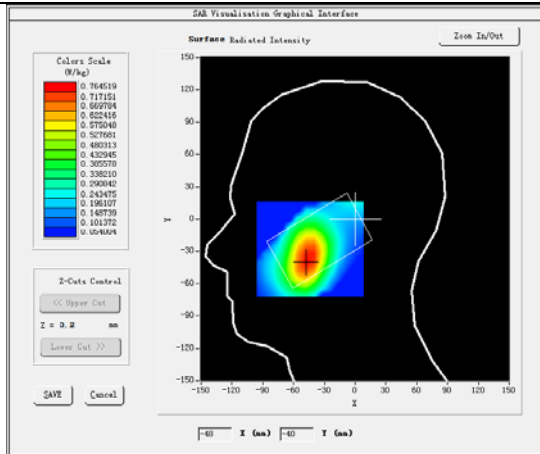 SAR Visualisation Graphical Interface
Surface Radiated Intensity
Zoom In/Out
Colors Scale
(W/kg)
0.764519
0.717151
0.669784
0.622416
0.575048
0.527681
0.480313
0.432945
0.385578
0.338210
0.290842
0.243475
0.196107
0.148739
0.101372
0.054004
150
120
90
60
30
0
-30
-60
-90
-120
-150
Y
-150 -120 -90 -60 -30 0 30 60 90 120 150
X
Z-Cuts Control
<< Upper Cut
Z = 3.2 mm
Lower Cut >>
SAVE
Cancel
-48 X (mm) -40 Y (mm)